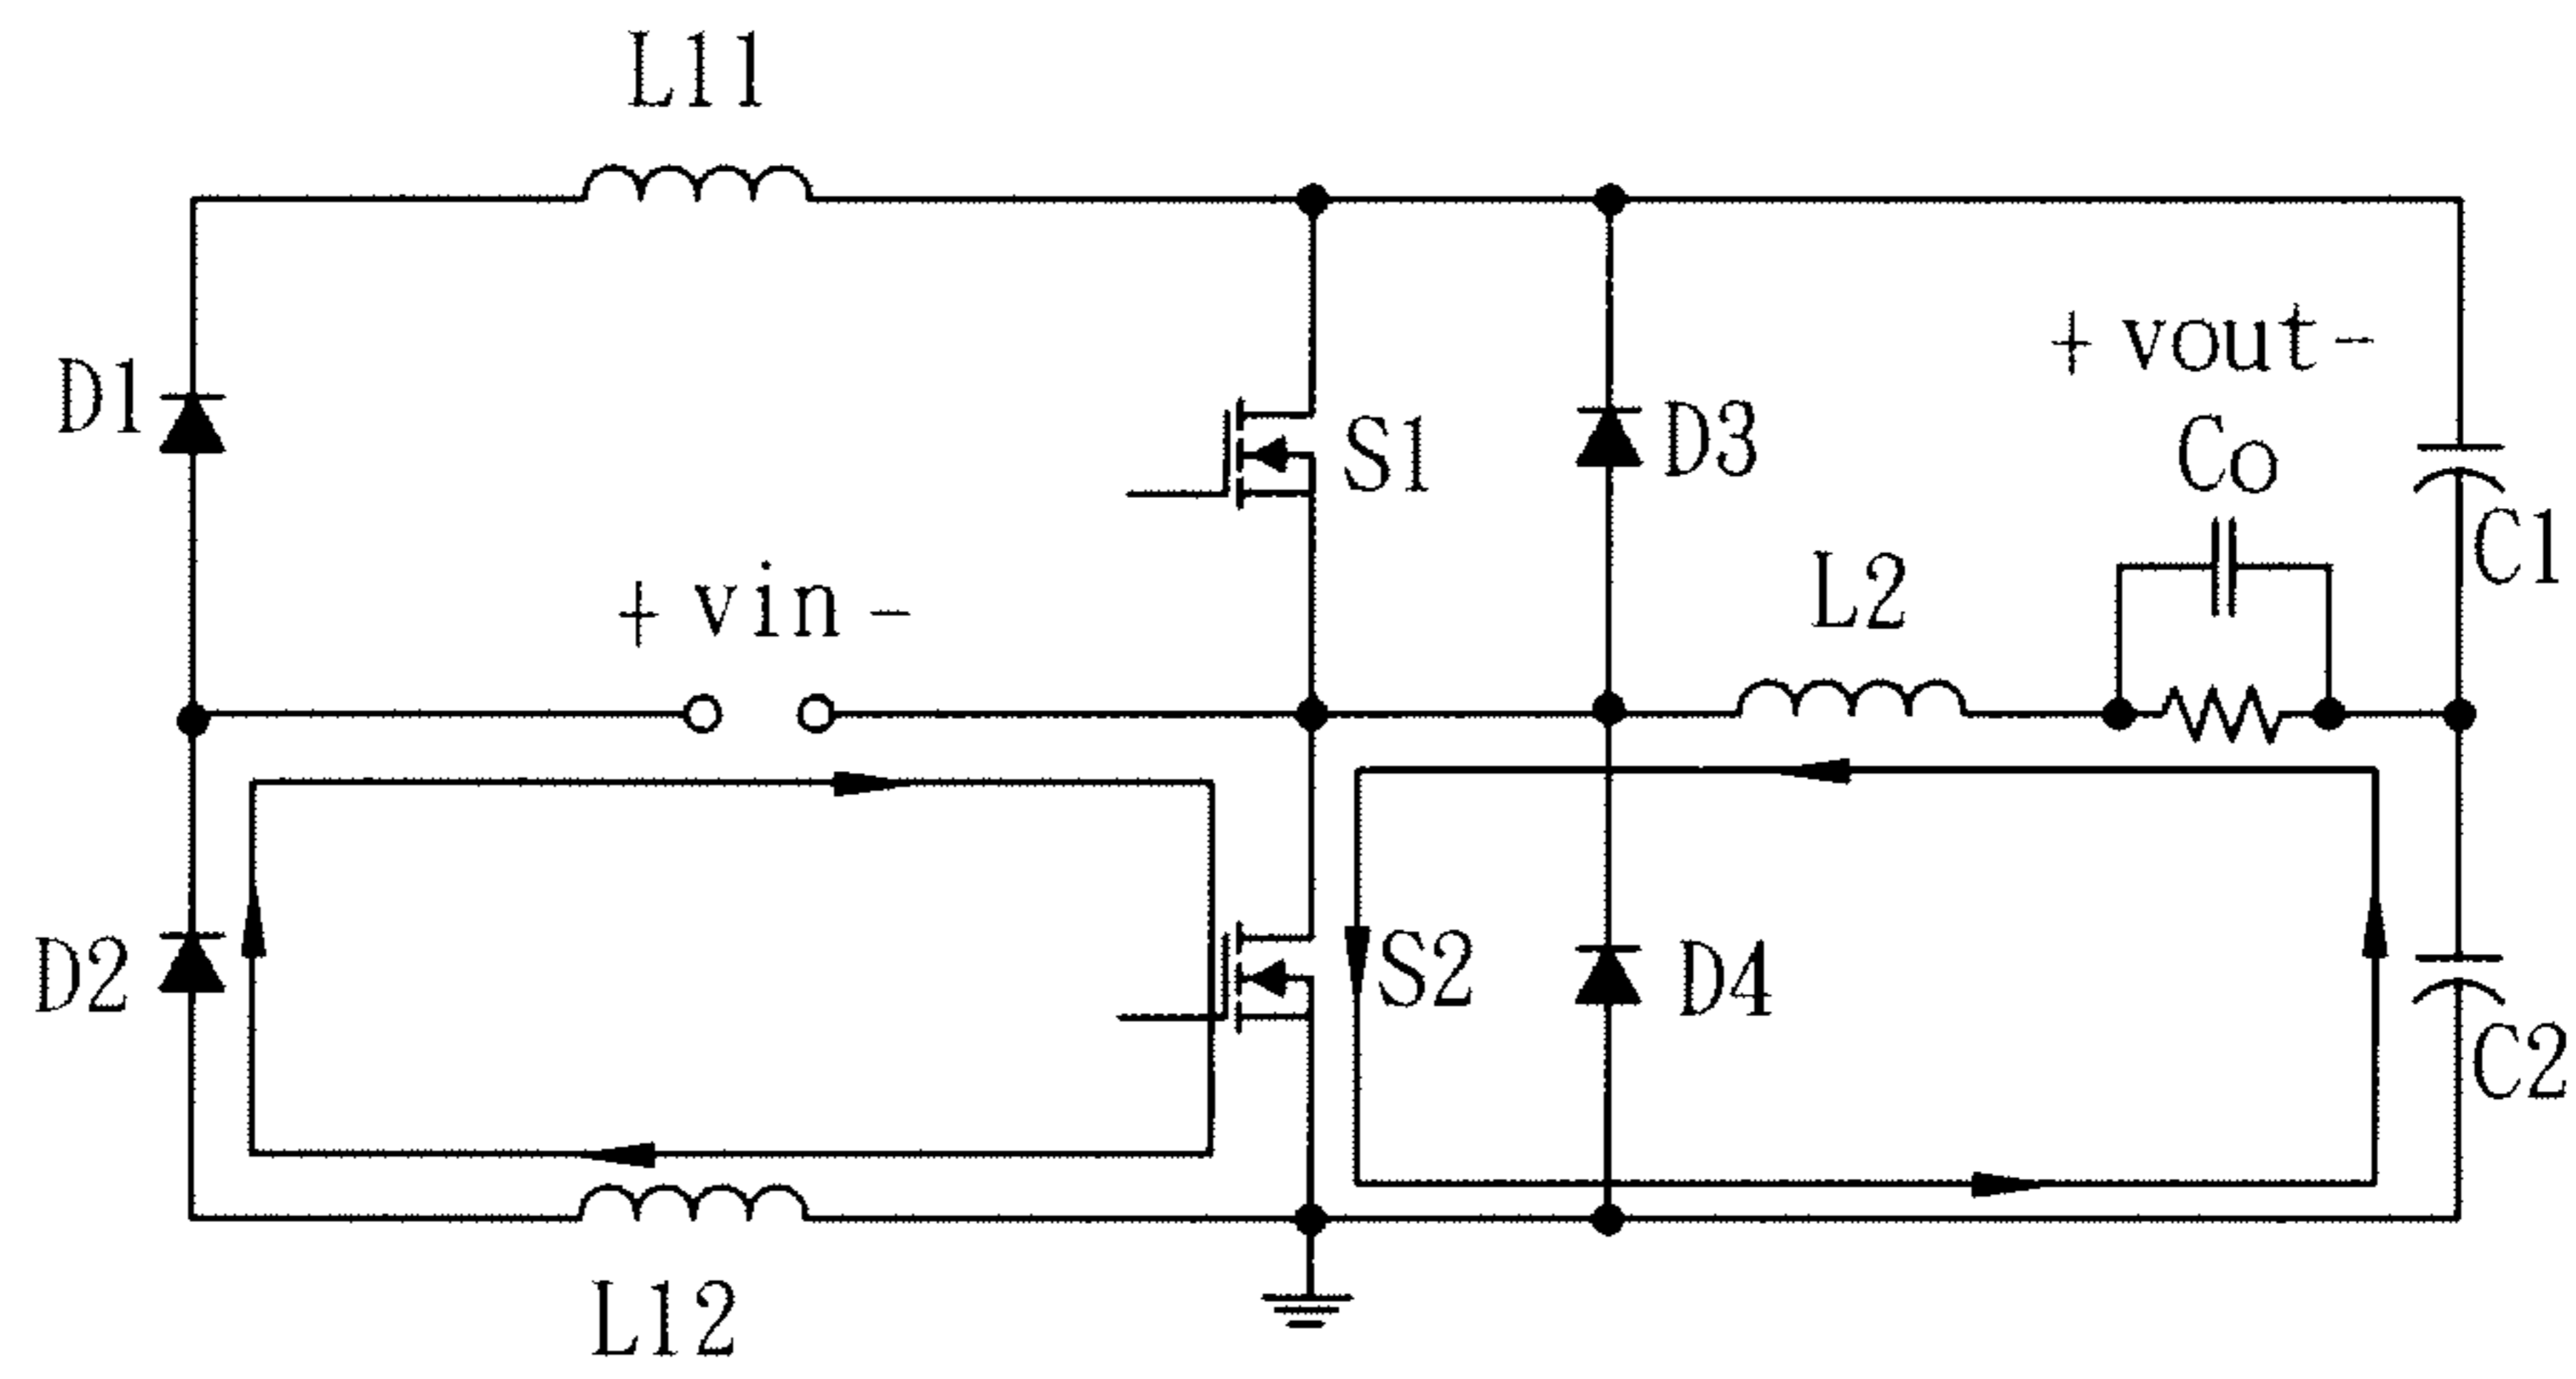 L11
+ vout -
D1
S1
D3
Co
C1
+ vin -
L2
D2
S2
D4
C2
L12